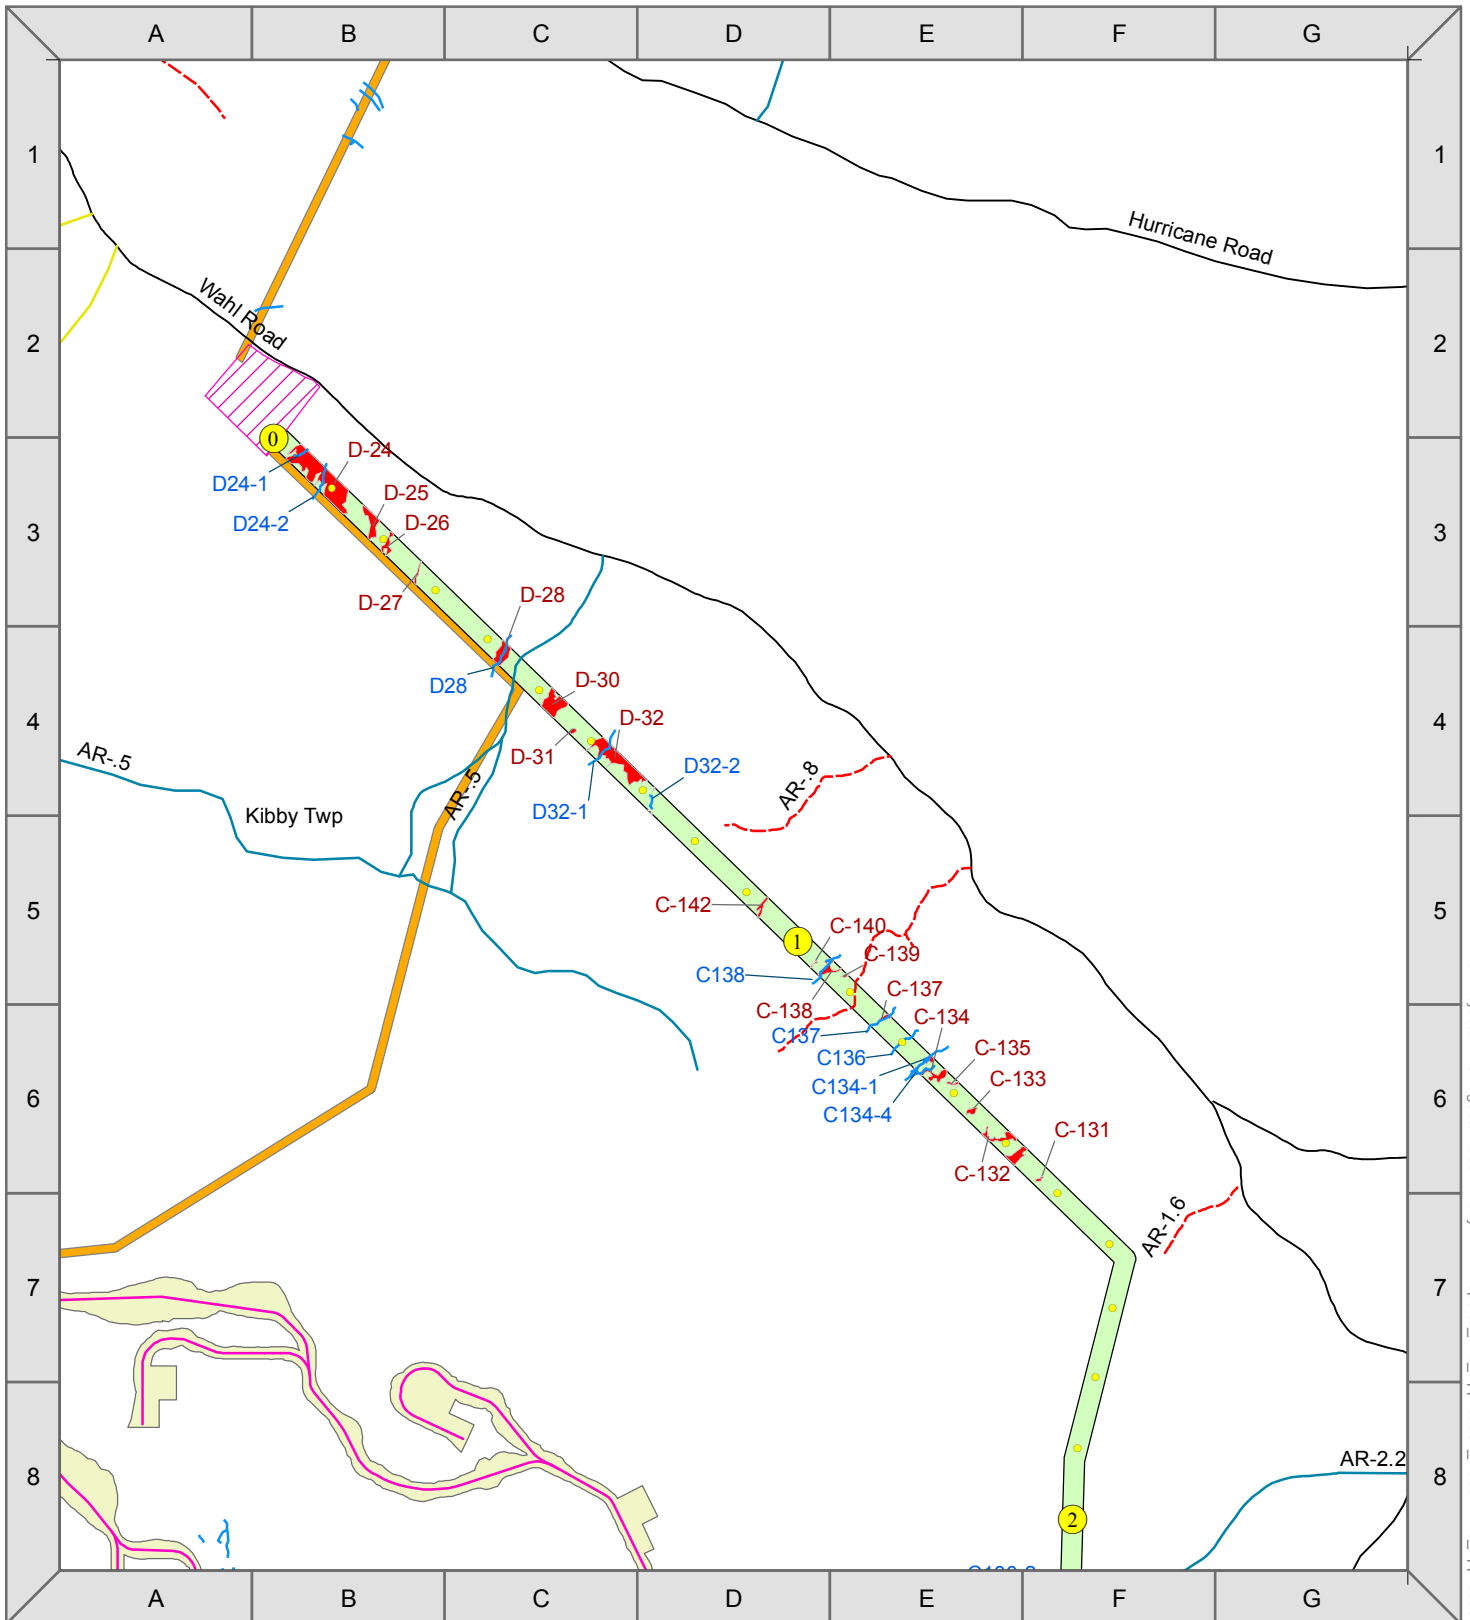 A B C D E F G
1 1
Hurricane Road
Wahl Road
2 2
0
D-24
D24-1
D-25
D24-2
D-26
3 3
D-28
D-27
D-30
D28
D-32
4 4
AR-.5
D-31
D32-2
AR-.8
AR-.5
D32-1
Kibby Twp
C-142
5 5
C-140
1
C-139
C138
C-137
C-138
C-134
C137
C-135
C136
C-133
C134-1
6 6
C134-4
C-131
C-132
AR-1.6
7 7
AR-2.2
8 8
2
A B C D E F G